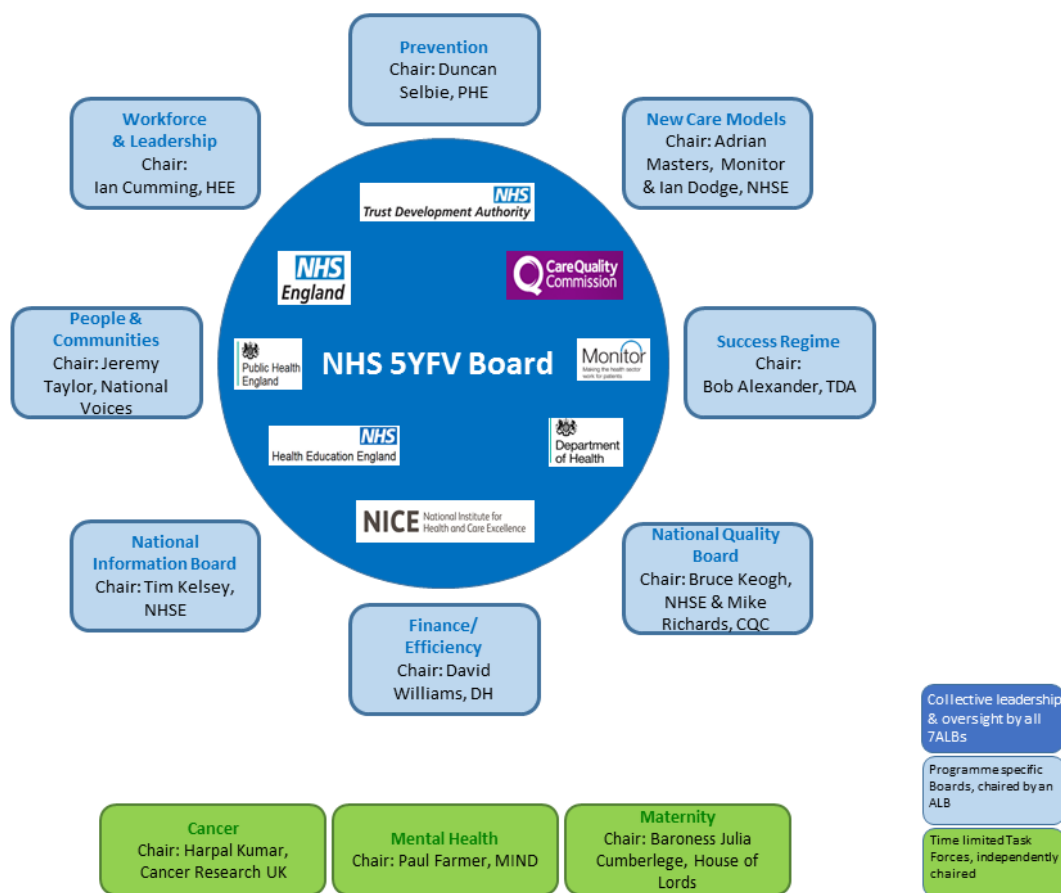 Prevention
Chair: Duncan
Selbie, PHE
Workforce
& Leadership
Chair:
Ian Cumming, HEE
New Care Models
Chair: Adrian
Masters, Monitor
& Ian Dodge, NHSE
NHS
Trust Development Authority
NHS
England
CareQuality
Commission
People &
Communities
Chair: Jeremy
Taylor, National
Voices
Public Health
England
NHS 5YFV Board
Monitor
Making the health sector
work for patients
Success Regime
Chair:
Bob Alexander, TDA
NHS
Health Education England
Department
of Health
NICE National Institute for
Health and Care Excellence
National
Information Board
Chair: Tim Kelsey,
NHSE
National Quality
Board
Chair: Bruce Keogh,
NHSE & Mike
Richards, CQC
Finance/
Efficiency
Chair: David
Williams, DH
Collective leadership
& oversight by all
7ALBs
Programme specific
Boards, chaired by an
ALB
Time limited Task
Forces, independently
chaired
Cancer
Chair: Harpal Kumar,
Cancer Research UK
Mental Health
Chair: Paul Farmer, MIND
Maternity
Chair: Baroness Julia
Cumberlege, House of
Lords